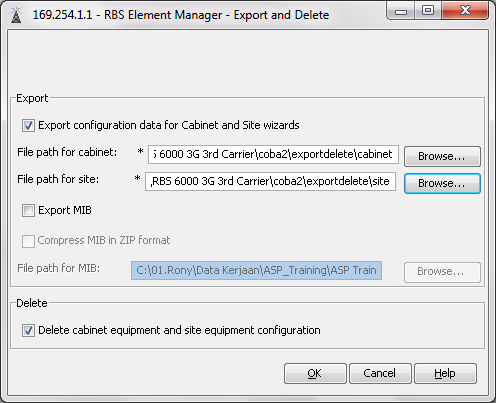 169.254.1.1 - RBS Element Manager - Export and Delete
Export
Export configuration data for Cabinet and Site wizards
File path for cabinet: * 6000 3G 3rd Carrier\coba2\exportdelete\cabinet Browse...
File path for site: * ,RBS 6000 3G 3rd Carrier\coba2\exportdelete\site Browse...
Export MIB
Compress MIB in ZIP format
File path for MIB: C:\01.Rony\Data Kerjaan\ASP_Training\ASP Train Browse...
Delete
Delete cabinet equipment and site equipment configuration
OK Cancel Help